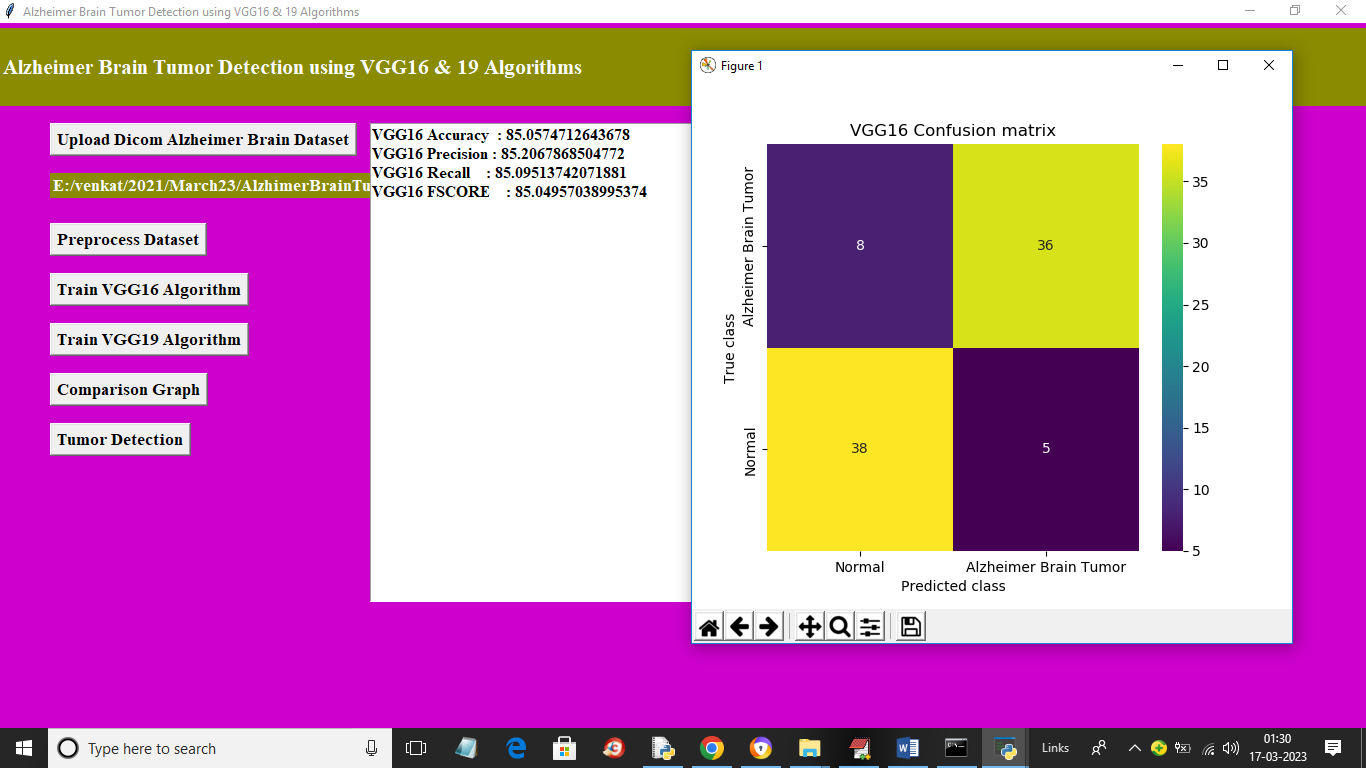 Alzheimer Brain Tumor Detection using VGG16 & 19 Algorithms
Alzheimer Brain Tumor Detection using VGG16 & 19 Algorithms
Upload Dicom Alzheimer Brain Dataset
E:/venkat/2021/March23/AlzhimerBrainTu
Preprocess Dataset
Train VGG16 Algorithm
Train VGG19 Algorithm
Comparison Graph
Tumor Detection
VGG16 Accuracy : 85.0574712643678
VGG16 Precision : 85.2067868504772
VGG16 Recall : 85.09513742071881
VGG16 FSCORE : 85.04957038995374
Figure 1
VGG16 Confusion matrix
True class
Alzheimer Brain Tumor
Normal
8
36
38
5
Normal
Alzheimer Brain Tumor
Predicted class
35
30
25
20
15
10
5
Type here to search
Links
01:30
17-03-2023